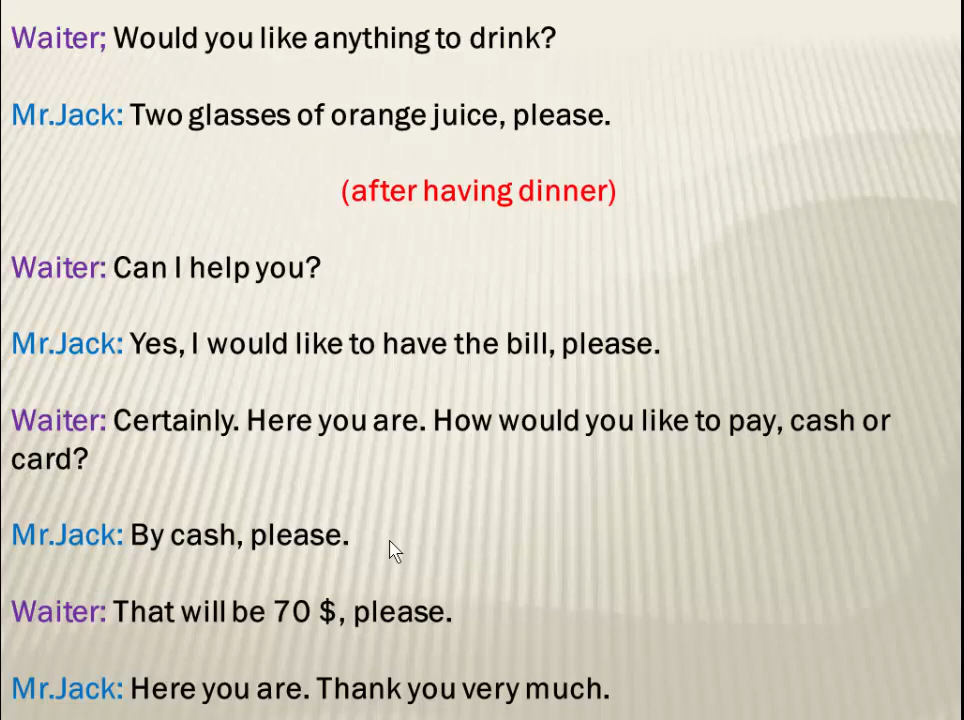 Waiter; Would you like anything to drink?
Mr.Jack: Two glasses of orange juice, please.
(after having dinner)
Waiter: Can I help you?
Mr.Jack: Yes, I would like to have the bill, please.
Waiter: Certainly. Here you are. How would you like to pay, cash or
card?
Mr.Jack: By cash, please.
Waiter: That will be 70 $, please.
Mr.Jack: Here you are. Thank you very much.